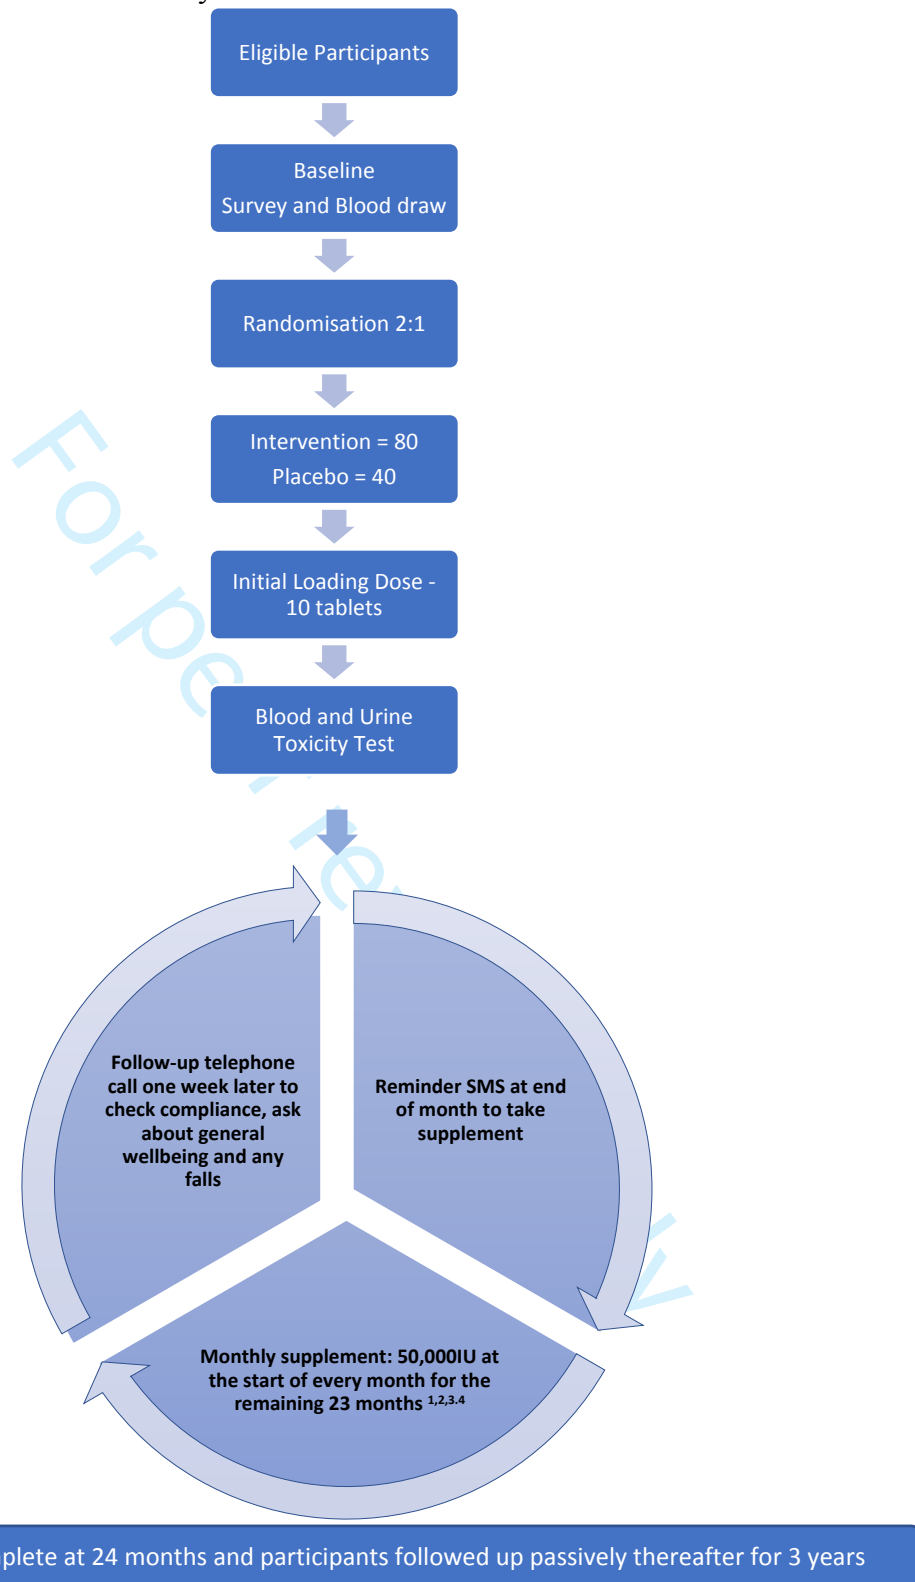 Eligible Participants
Baseline
Survey and Blood draw
Randomisation 2:1
Intervention = 80
Placebo = 40
Initial Loading Dose -
10 tablets
Blood and Urine
Toxicity Test
Follow-up telephone
call one week later to
check compliance, ask
about general
wellbeing and any
falls
Reminder SMS at end
of month to take
supplement
Monthly supplement: 50,000IU at
the start of every month for the
remaining 23 months 1,2,3.4
at 24 months and participants followed up passively thereafter for 3 years
For